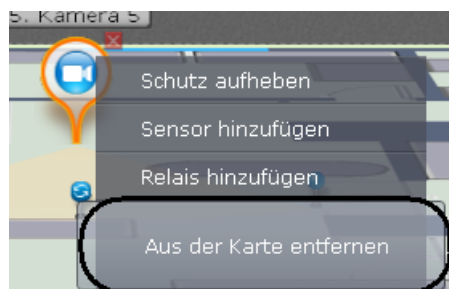 5. Kamera 5
Schutz aufheben
Sensor hinzufügen
Relais hinzufügen
Aus der Karte entfernen